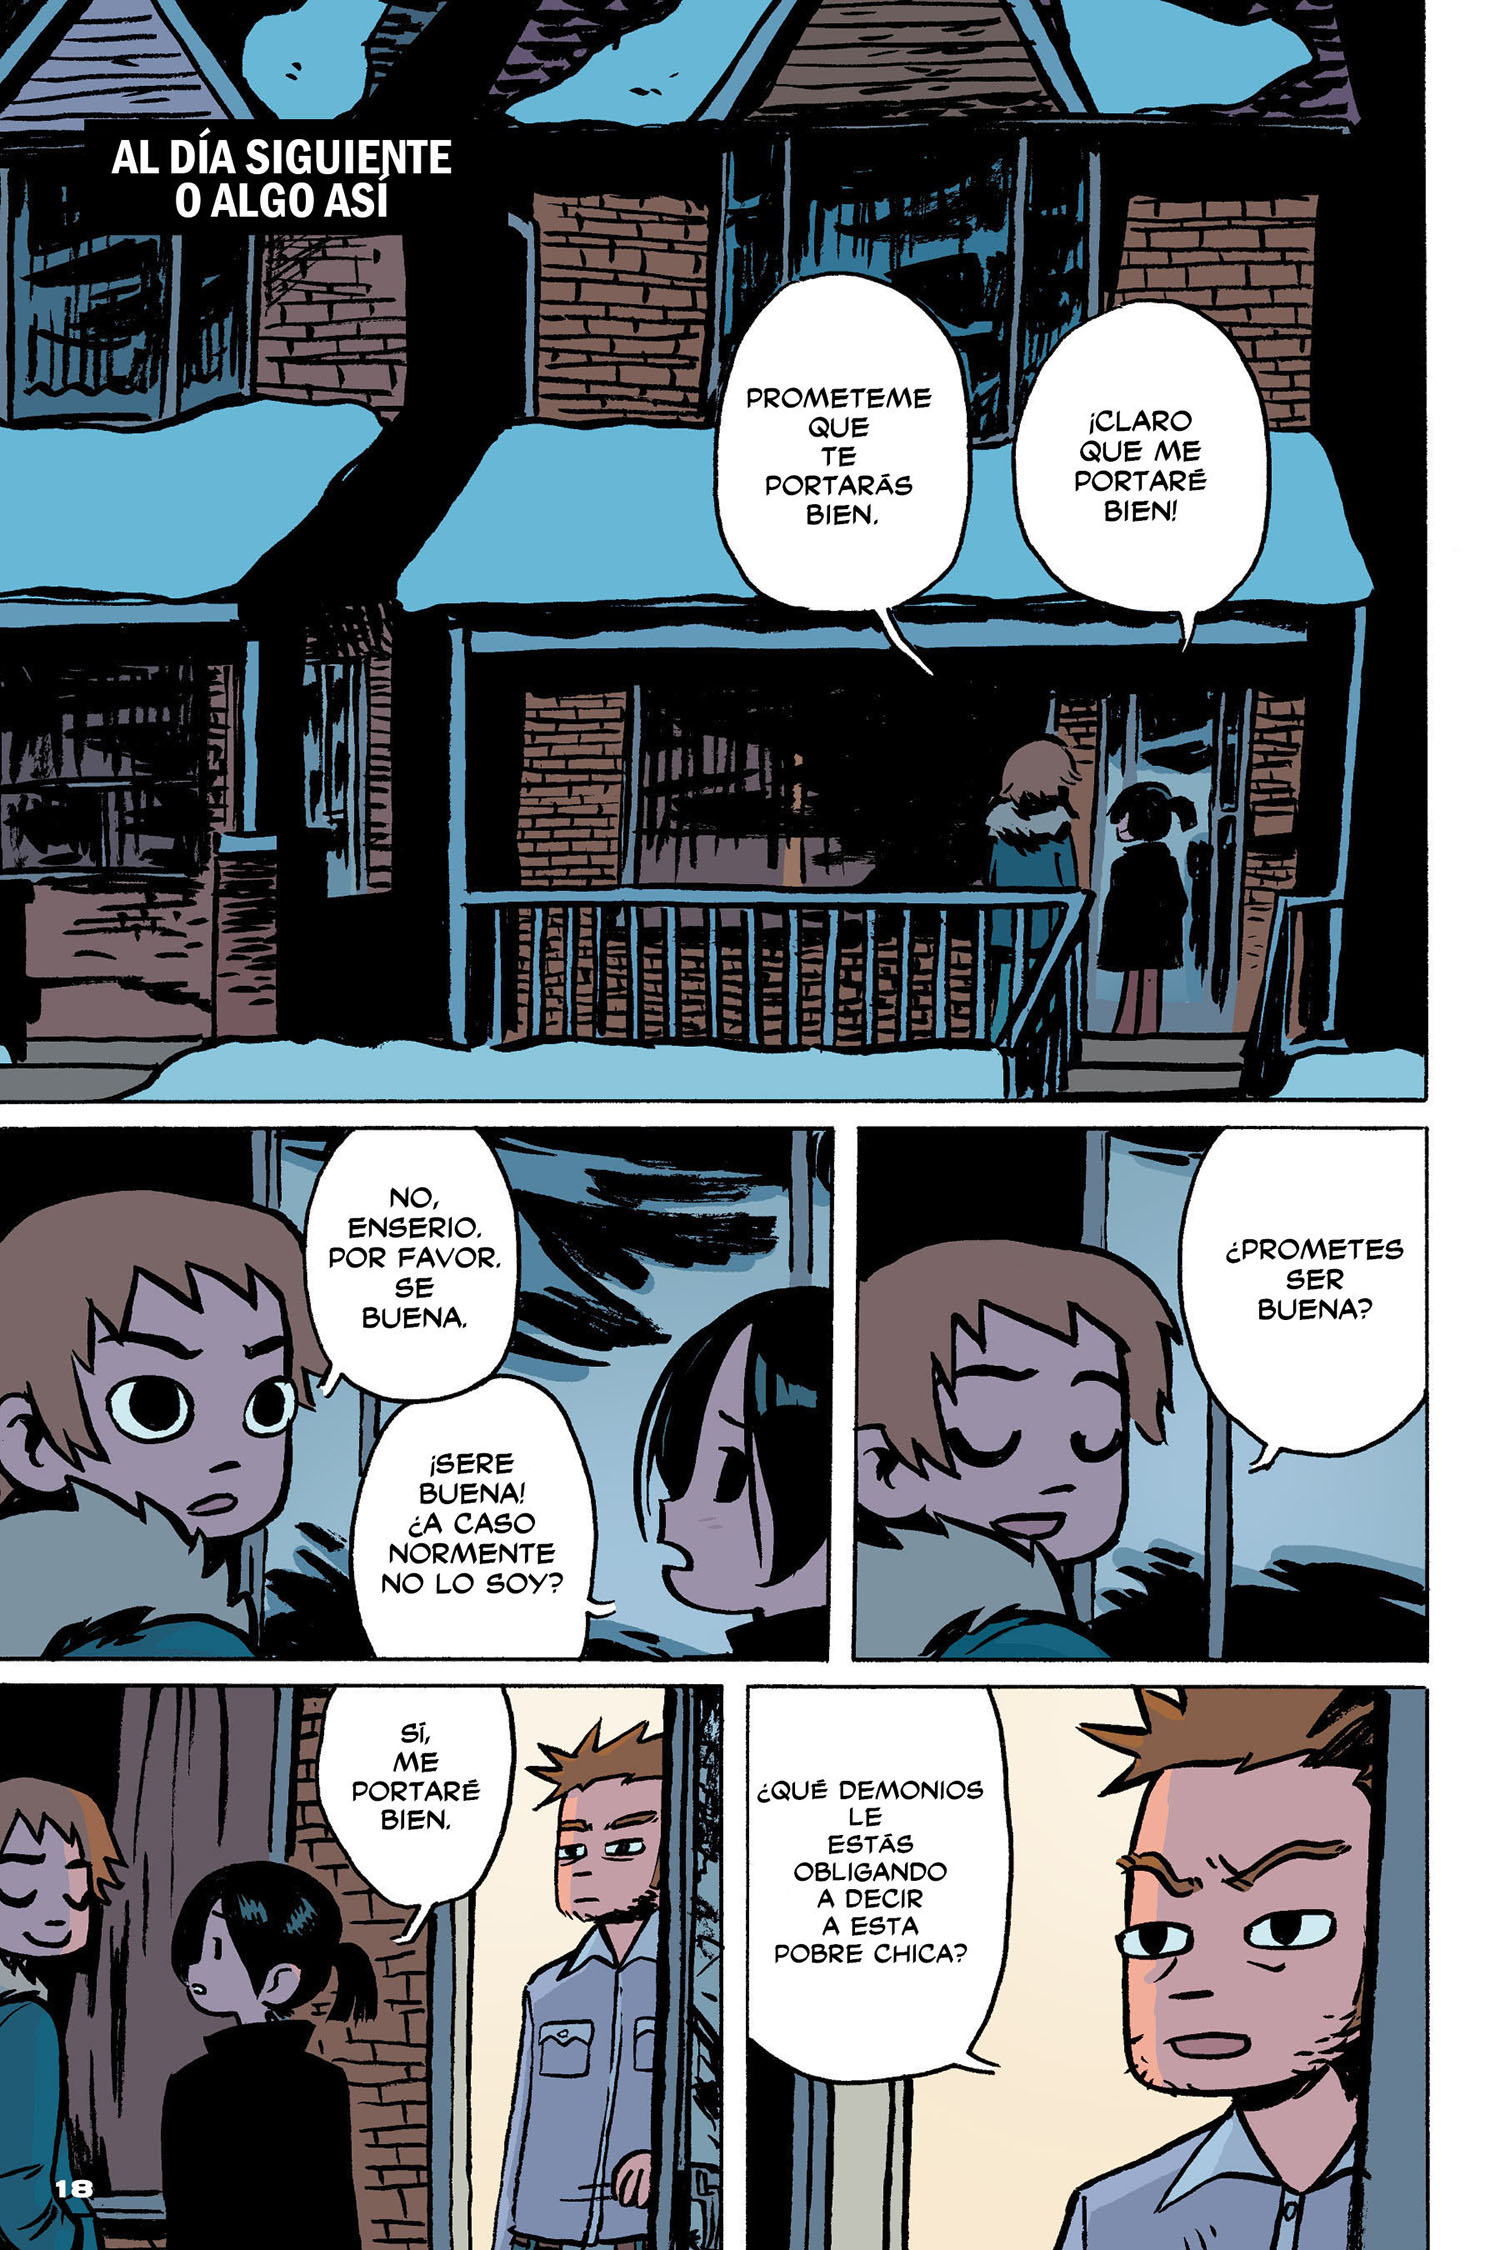 AL DÍA SIGUIENTE
O ALGO ASÍ
PROMETEME
QUE
TE
PORTARÁS
BIEN.
¡CLARO
QUE ME
PORTARÉ
BIEN!
NO,
ENSERIO.
POR FAVOR.
SE
BUENA.
¡SERE
BUENA!
¿A CASO
NORMENTE
NO LO SOY?
¿PROMETES
SER
BUENA?
SÍ,
ME
PORTARÉ
BIEN.
¿QUÉ DEMONIOS
LE
ESTÁS
OBLIGANDO
A DECIR
A ESTA
POBRE CHICA?
18